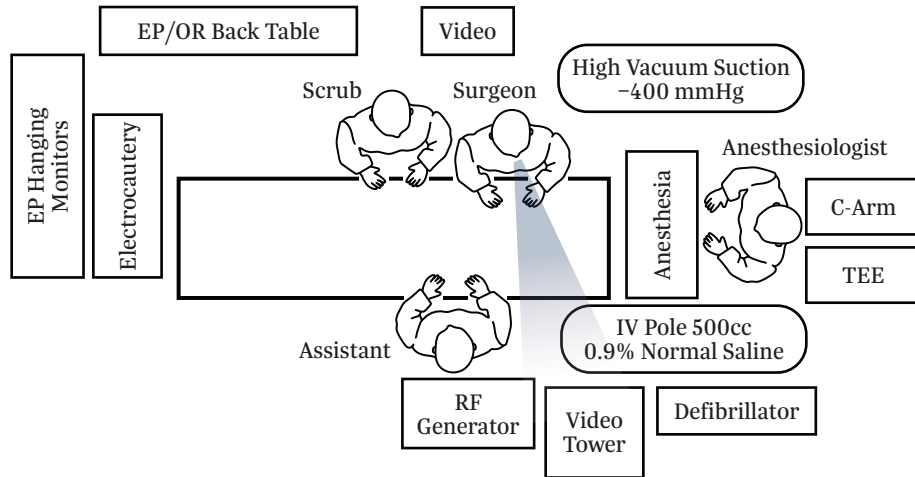 EP/OR Back Table
Video
High Vacuum Suction
−400 mmHg
Scrub
Surgeon
EP Hanging
Monitors
Electrocautery
Anesthesia
Anesthesiologist
C-Arm
TEE
IV Pole 500cc
0.9% Normal Saline
Assistant
RF
Generator
Video
Tower
Defibrillator